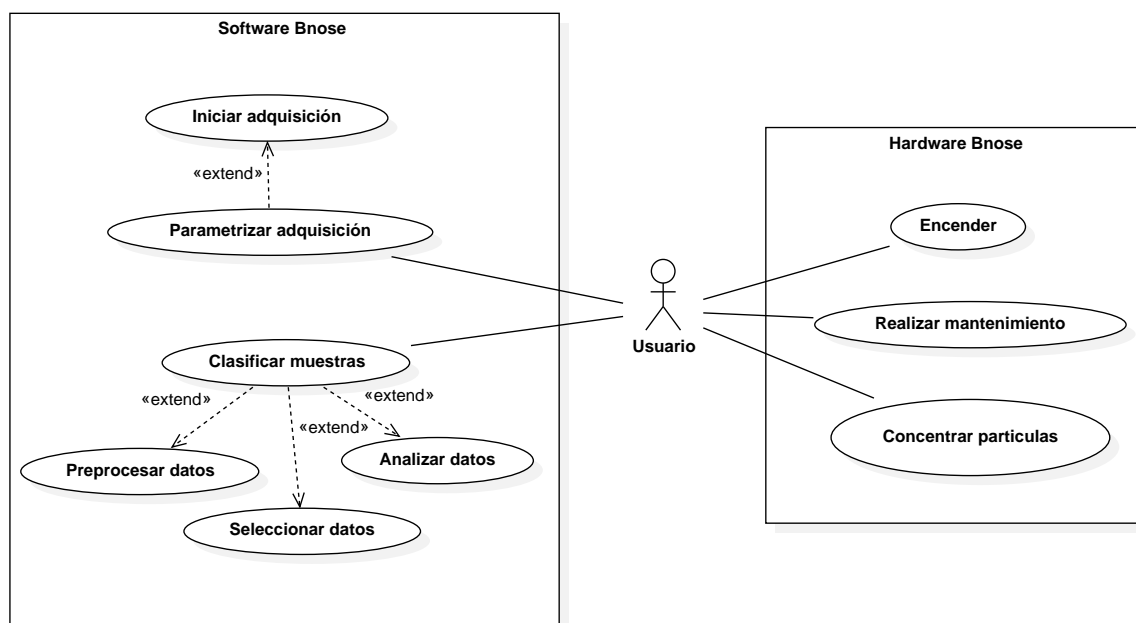 Software Bnose
Iniciar adquisición
«extend»
Parametrizar adquisición
Clasificar muestras
«extend»
«extend»
«extend»
Preprocesar datos
Analizar datos
Seleccionar datos
Usuario
Hardware Bnose
Encender
Realizar mantenimiento
Concentrar particulas